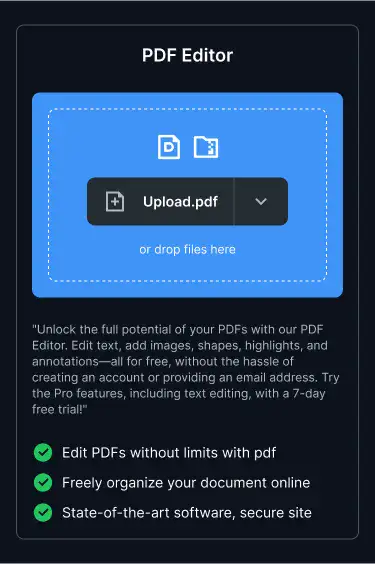 PDF Editor
Upload.pdf
or drop files here
"Unlock the full potential of your PDFs with our PDF
Editor. Edit text, add images, shapes, highlights, and
annotations—all for free, without the hassle of
creating an account or providing an email address. Try
the Pro features, including text editing, with a 7-day
free trial!"
Edit PDFs without limits with pdf
Freely organize your document online
State-of-the-art software, secure site